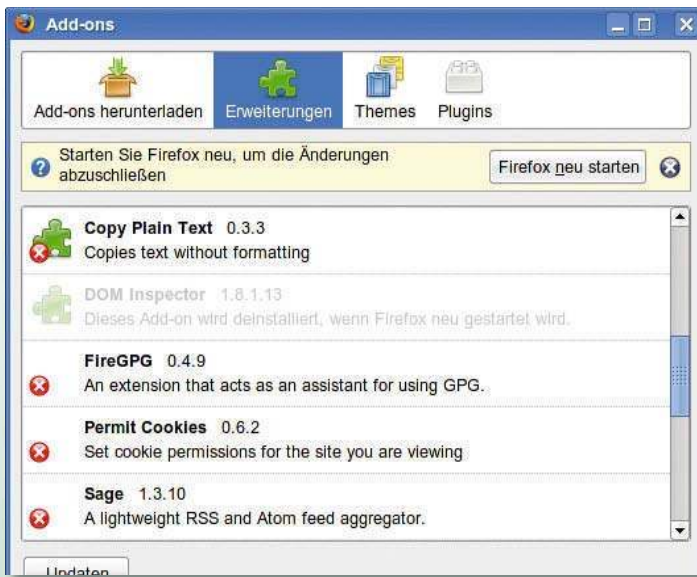 Add-ons
Add-ons herunterladen Erweiterungen Themes Plugins
Starten Sie Firefox neu, um die Änderungen
abzuschließen
Firefox neu starten
Copy Plain Text 0.3.3
Copies text without formatting
DOM Inspector 1.8.1.13
Dieses Add-on wird deinstalliert, wenn Firefox neu gestartet wird.
FireGPG 0.4.9
An extension that acts as an assistant for using GPG.
Permit Cookies 0.6.2
Set cookie permissions for the site you are viewing
Sage 1.3.10
A lightweight RSS and Atom feed aggregator.
Updaten